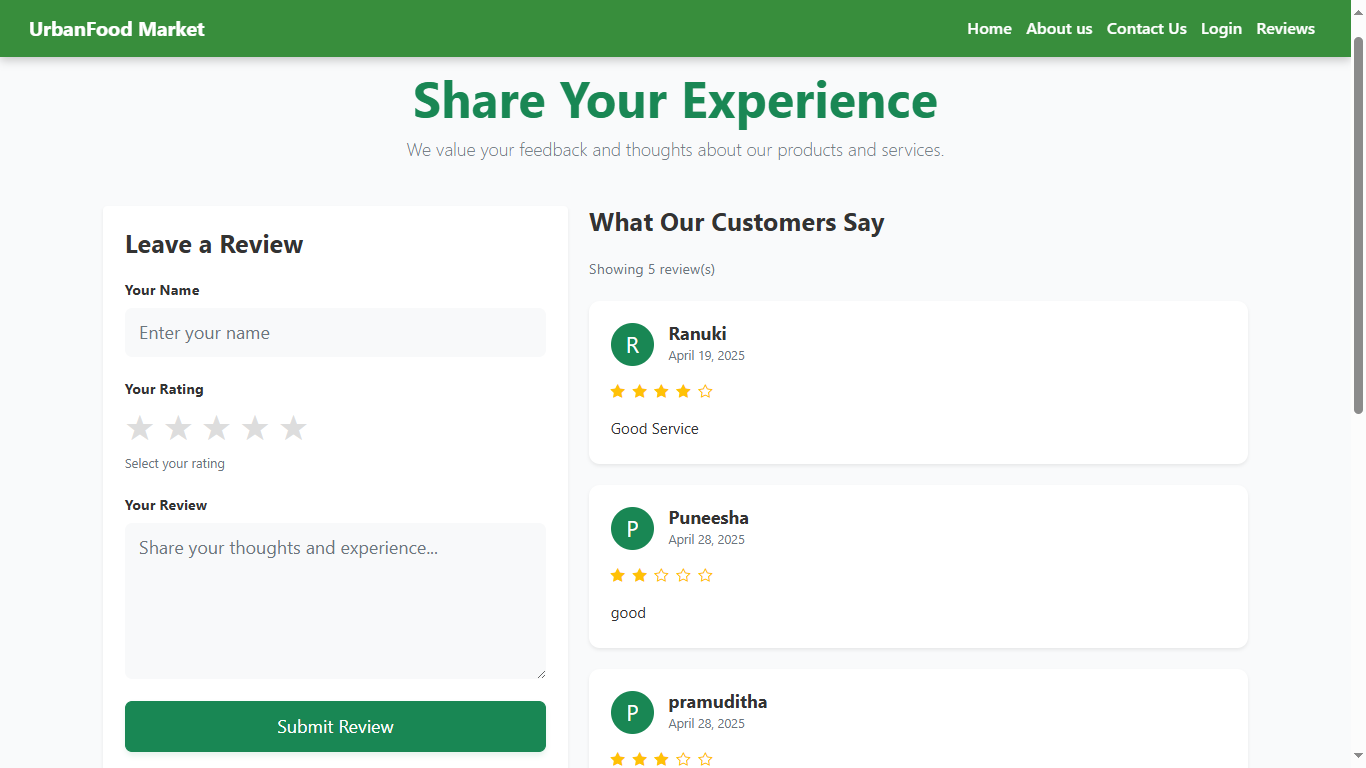 UrbanFood Market
Home About us Contact Us Login Reviews
Share Your Experience
We value your feedback and thoughts about our products and services.
Leave a Review
Your Name
Enter your name
Your Rating
Select your rating
Your Review
Share your thoughts and experience...
Submit Review
What Our Customers Say
Showing 5 review(s)
R
Ranuki
April 19, 2025
Good Service
P
Puneesha
April 28, 2025
good
P
pramuditha
April 28, 2025